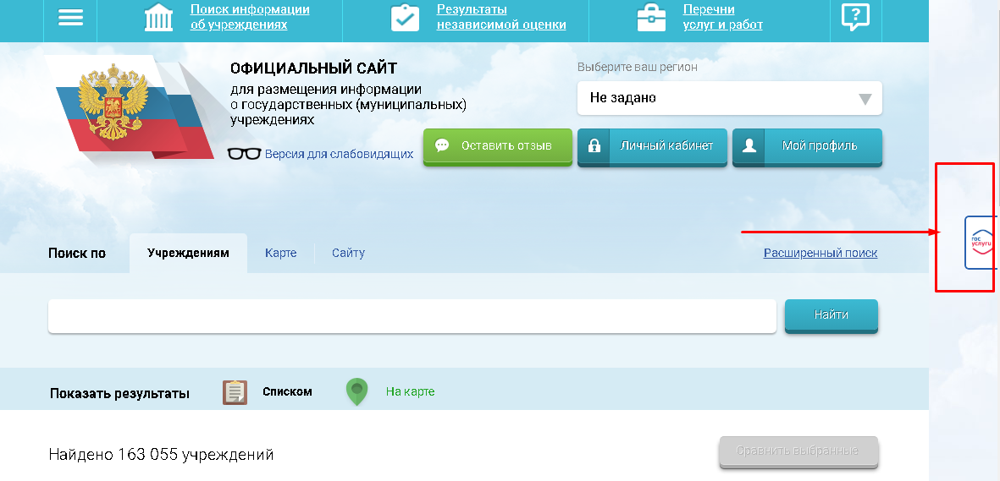 Поиск информации
об учреждениях
Результаты
независимой оценки
Перечни
услуг и работ
ОФИЦИАЛЬНЫЙ САЙТ
для размещения информации
о государственных (муниципальных)
учреждениях
Версия для слабовидящих
Выберите ваш регион
Не задано
Оставить отзыв
Личный кабинет
Мой профиль
гос
услуги
Поиск по
Учреждениям
Карте
Сайту
Расширенный поиск
Найти
Показать результаты
Списком
На карте
Найдено 163 055 учреждений
Сравнить выбранные